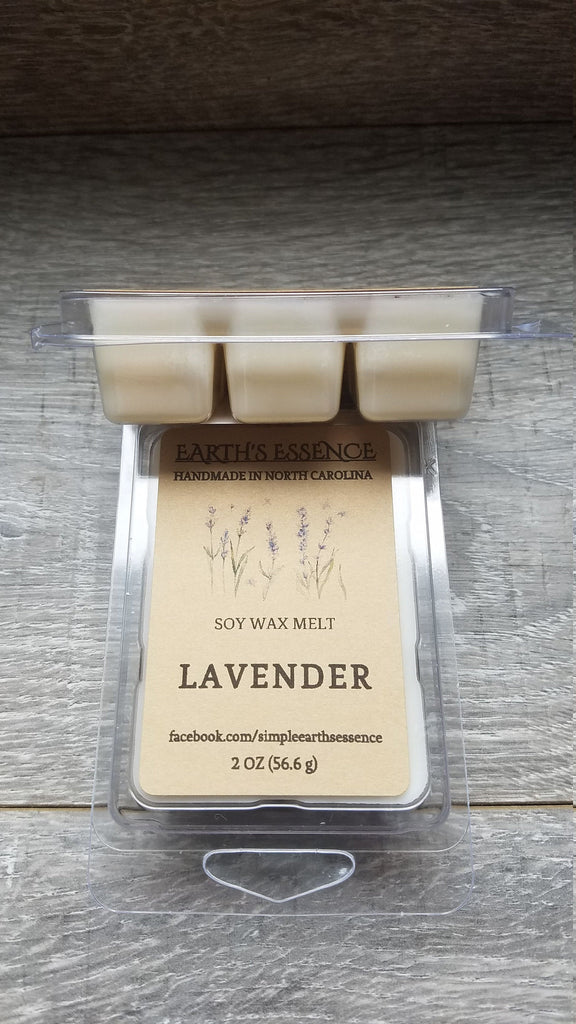 EARTH'S ESSENCE
HANDMADE IN NORTH CAROLINA
SOY WAX MELT
LAVENDER
facebook.com/simpleearthsessence
2 OZ (56.6 g)